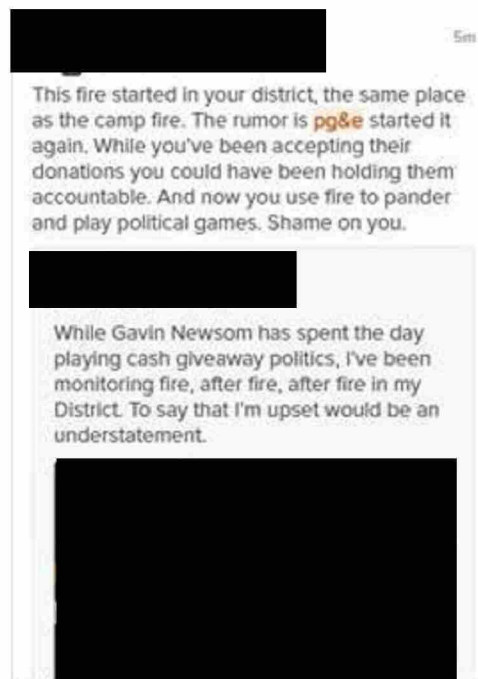 5m
This fire started in your district, the same place
as the camp fire. The rumor is pg&e started it
again. While you've been accepting their
donations you could have been holding them
accountable. And now you use fire to pander
and play political games. Shame on you.
While Gavin Newsom has spent the day
playing cash giveaway politics, I've been
monitoring fire, after fire, after fire in my
District. To say that I'm upset would be an
understatement.